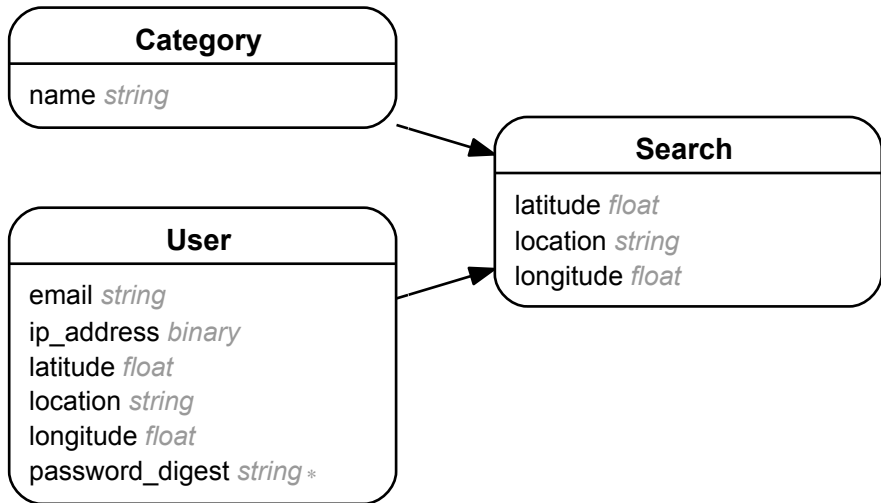 Category
name string
User
email string
ip_address binary
latitude float
location string
longitude float
password_digest string *
Search
latitude float
location string
longitude float